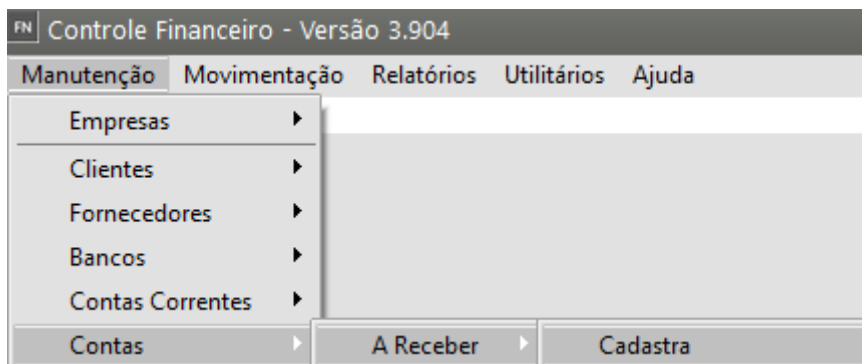 FN Controle Financeiro - Versão 3.904
Manutenção Movimentação Relatórios Utilitários Ajuda
Empresas
Clientes
Fornecedores
Bancos
Contas Correntes
Contas A Receber Cadastra